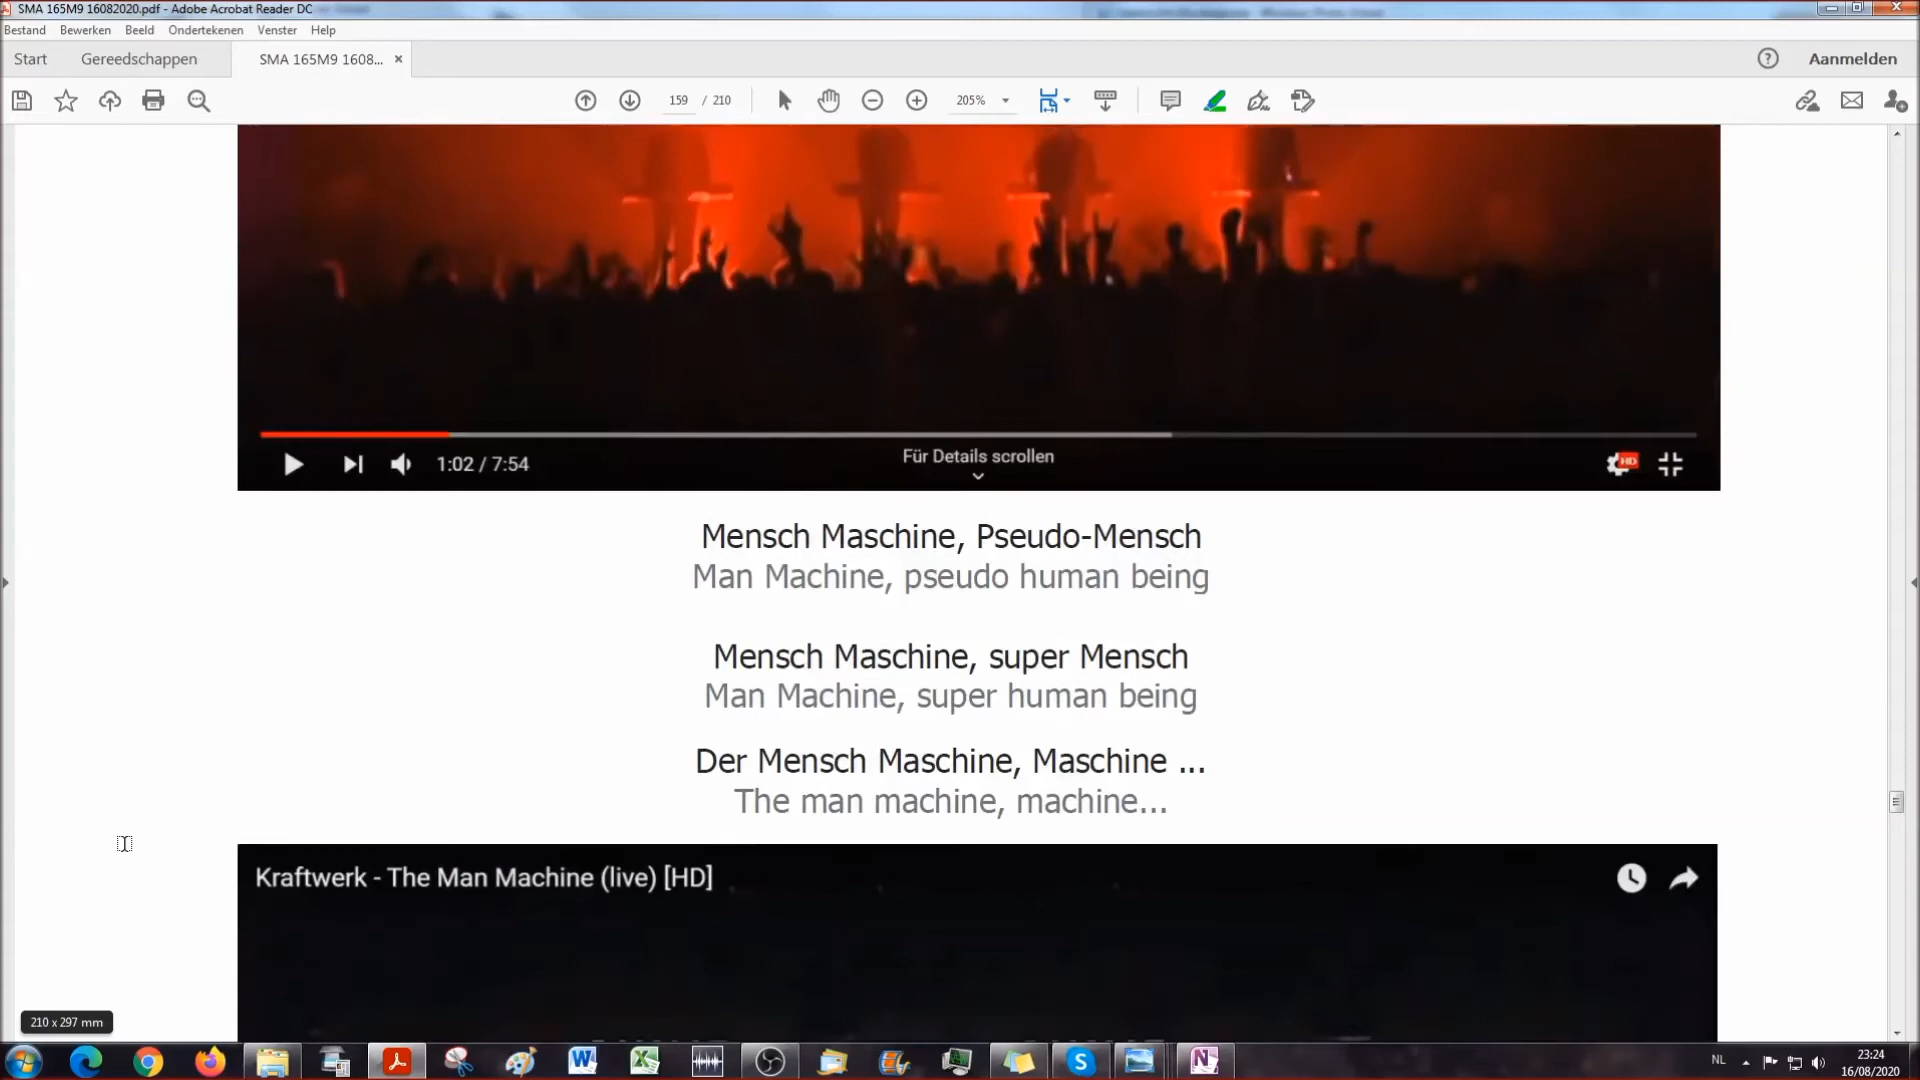 SMA 165M9 16082020.pdf - Adobe Acrobat Reader DC
Bestand Bewerken Beeld Ondertekenen Venster Help
Start Gereedschappen SMA 165M9 1608... × ? Aanmelden
159 / 210 205%
1:02 / 7:54 Für Details scrollen HD
Mensch Maschine, Pseudo-Mensch
Man Machine, pseudo human being
Mensch Maschine, super Mensch
Man Machine, super human being
Der Mensch Maschine, Maschine ...
The man machine, machine...
Kraftwerk - The Man Machine (live) [HD]
210 x 297 mm
NL 23:24
16/08/2020